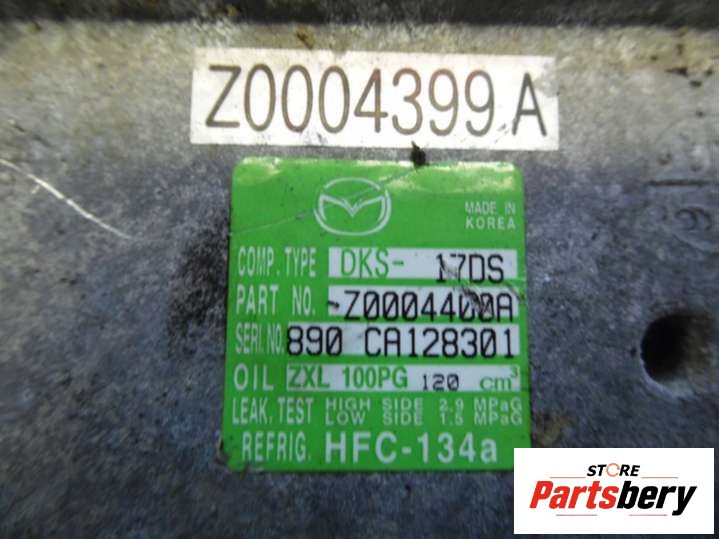 Z0004399A
MADE IN
KOREA
COMP. TYPE DKS- 17DS
PART NO. -Z0004400A
SERI.NO. 890 CA128301
OIL ZXL 100PG 120 cm³
LEAK. TEST HIGH SIDE 2.9 MPaG
LOW SIDE 1.5 MPaG
REFRIG. HFC-134a
STORE
Partsbery